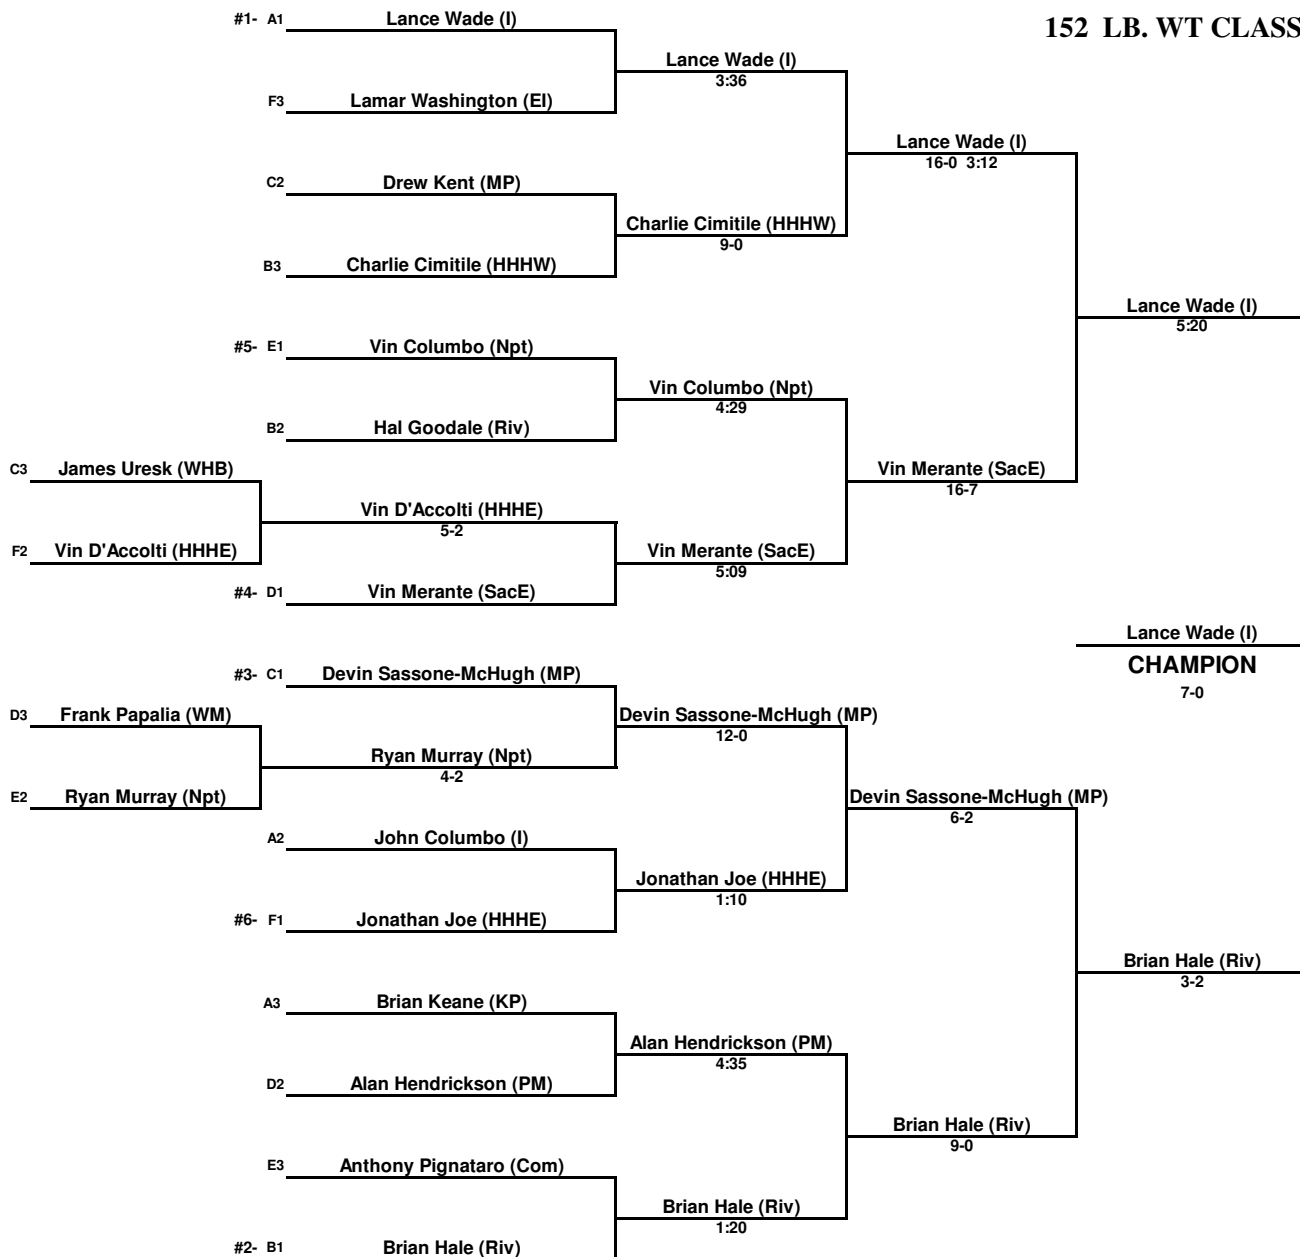 #1- A1 Lance Wade (I)
152 LB. WT CLASS
Lance Wade (I)
3:36
F3 Lamar Washington (EI)
Lance Wade (I)
16-0 3:12
C2 Drew Kent (MP)
Charlie Cimitile (HHHW)
9-0
B3 Charlie Cimitile (HHHW)
Lance Wade (I)
5:20
#5- E1 Vin Columbo (Npt)
Vin Columbo (Npt)
4:29
B2 Hal Goodale (Riv)
C3 James Uresk (WHB)
Vin Merante (SacE)
16-7
Vin D'Accolti (HHHE)
5-2
F2 Vin D'Accolti (HHHE)
Vin Merante (SacE)
5:09
#4- D1 Vin Merante (SacE)
Lance Wade (I)
CHAMPION
7-0
#3- C1 Devin Sassone-McHugh (MP)
D3 Frank Papalia (WM)
Devin Sassone-McHugh (MP)
12-0
Ryan Murray (Npt)
4-2
E2 Ryan Murray (Npt)
Devin Sassone-McHugh (MP)
6-2
A2 John Columbo (I)
Jonathan Joe (HHHE)
1:10
#6- F1 Jonathan Joe (HHHE)
Brian Hale (Riv)
3-2
A3 Brian Keane (KP)
Alan Hendrickson (PM)
4:35
D2 Alan Hendrickson (PM)
Brian Hale (Riv)
9-0
E3 Anthony Pignataro (Com)
Brian Hale (Riv)
1:20
#2- B1 Brian Hale (Riv)